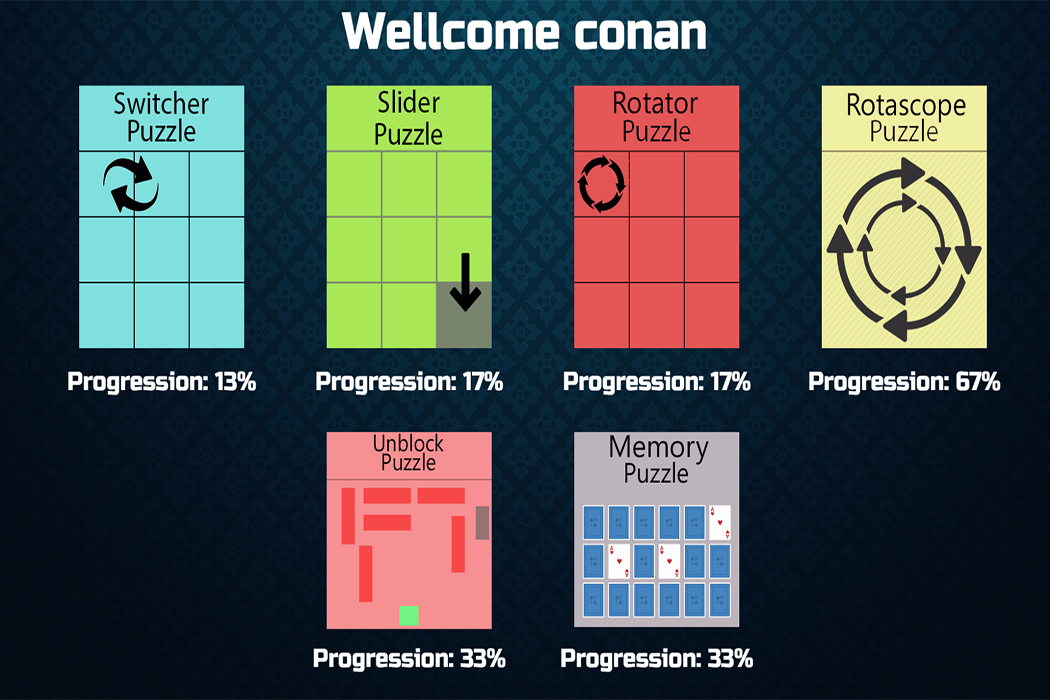 Wellcome conan
Switcher
Puzzle
Slider
Puzzle
Rotator
Puzzle
Rotascope
Puzzle
Progression: 13%
Progression: 17%
Progression: 17%
Progression: 67%
Unblock
Puzzle
Memory
Puzzle
Progression: 33%
Progression: 33%